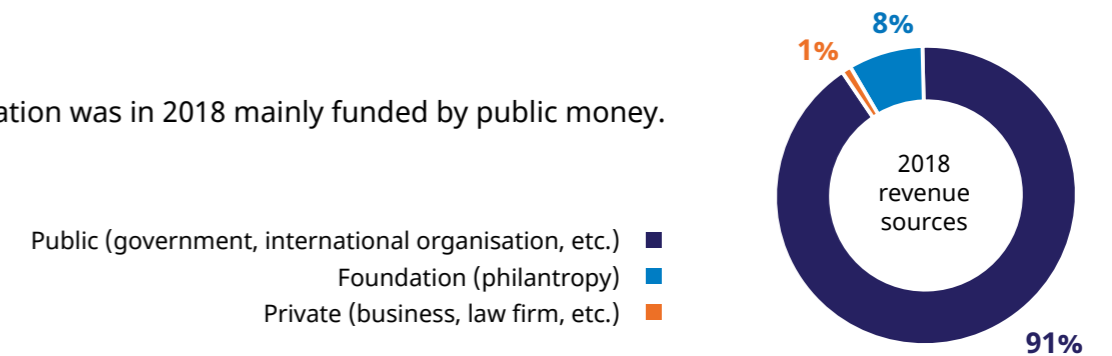 8%
1%
ation was in 2018 mainly funded by public money.
2018
revenue
sources
Public (government, international organisation, etc.)
Foundation (philantropy)
Private (business, law firm, etc.)
91%